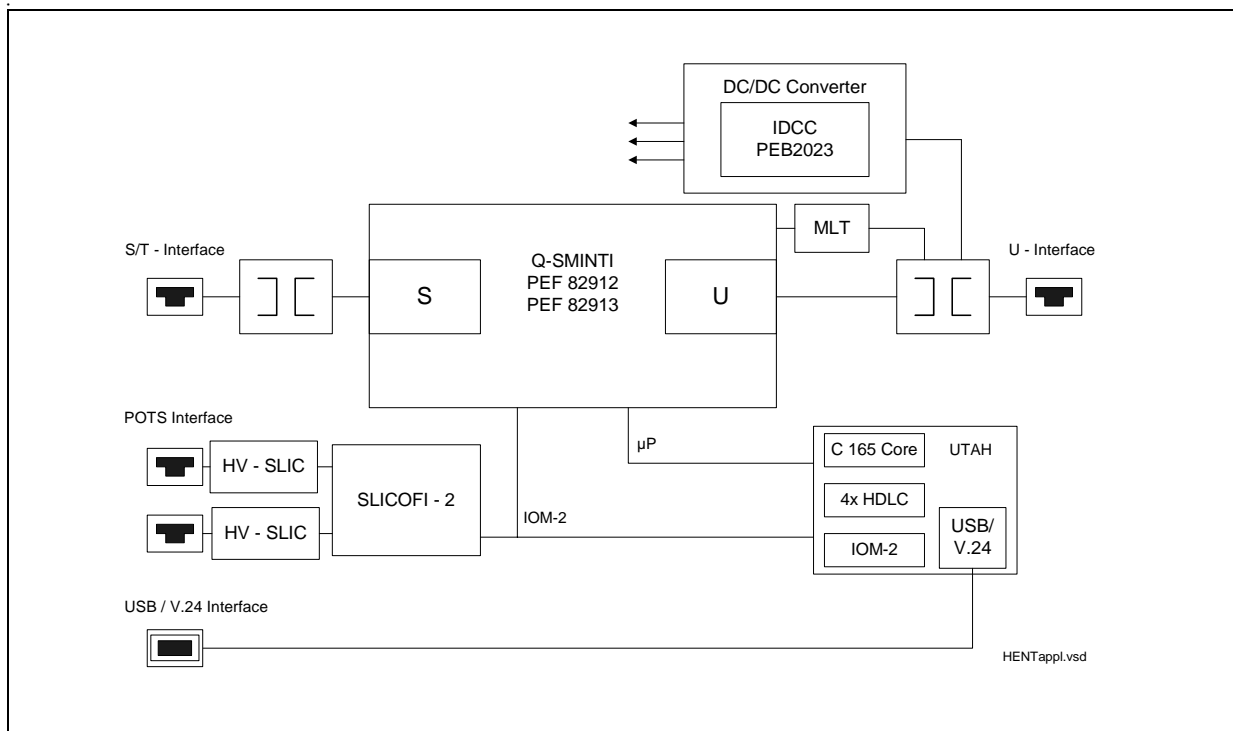 DC/DC Converter
IDCC
PEB2023
MLT
S/T - Interface
U - Interface
Q-SMINTI
PEF 82912
PEF 82913
S
U
POTS Interface
µP
C 165 Core
UTAH
HV - SLIC
SLICOFI - 2
4x HDLC
IOM-2
USB/
V.24
HV - SLIC
IOM-2
USB / V.24 Interface
HENTappl.vsd